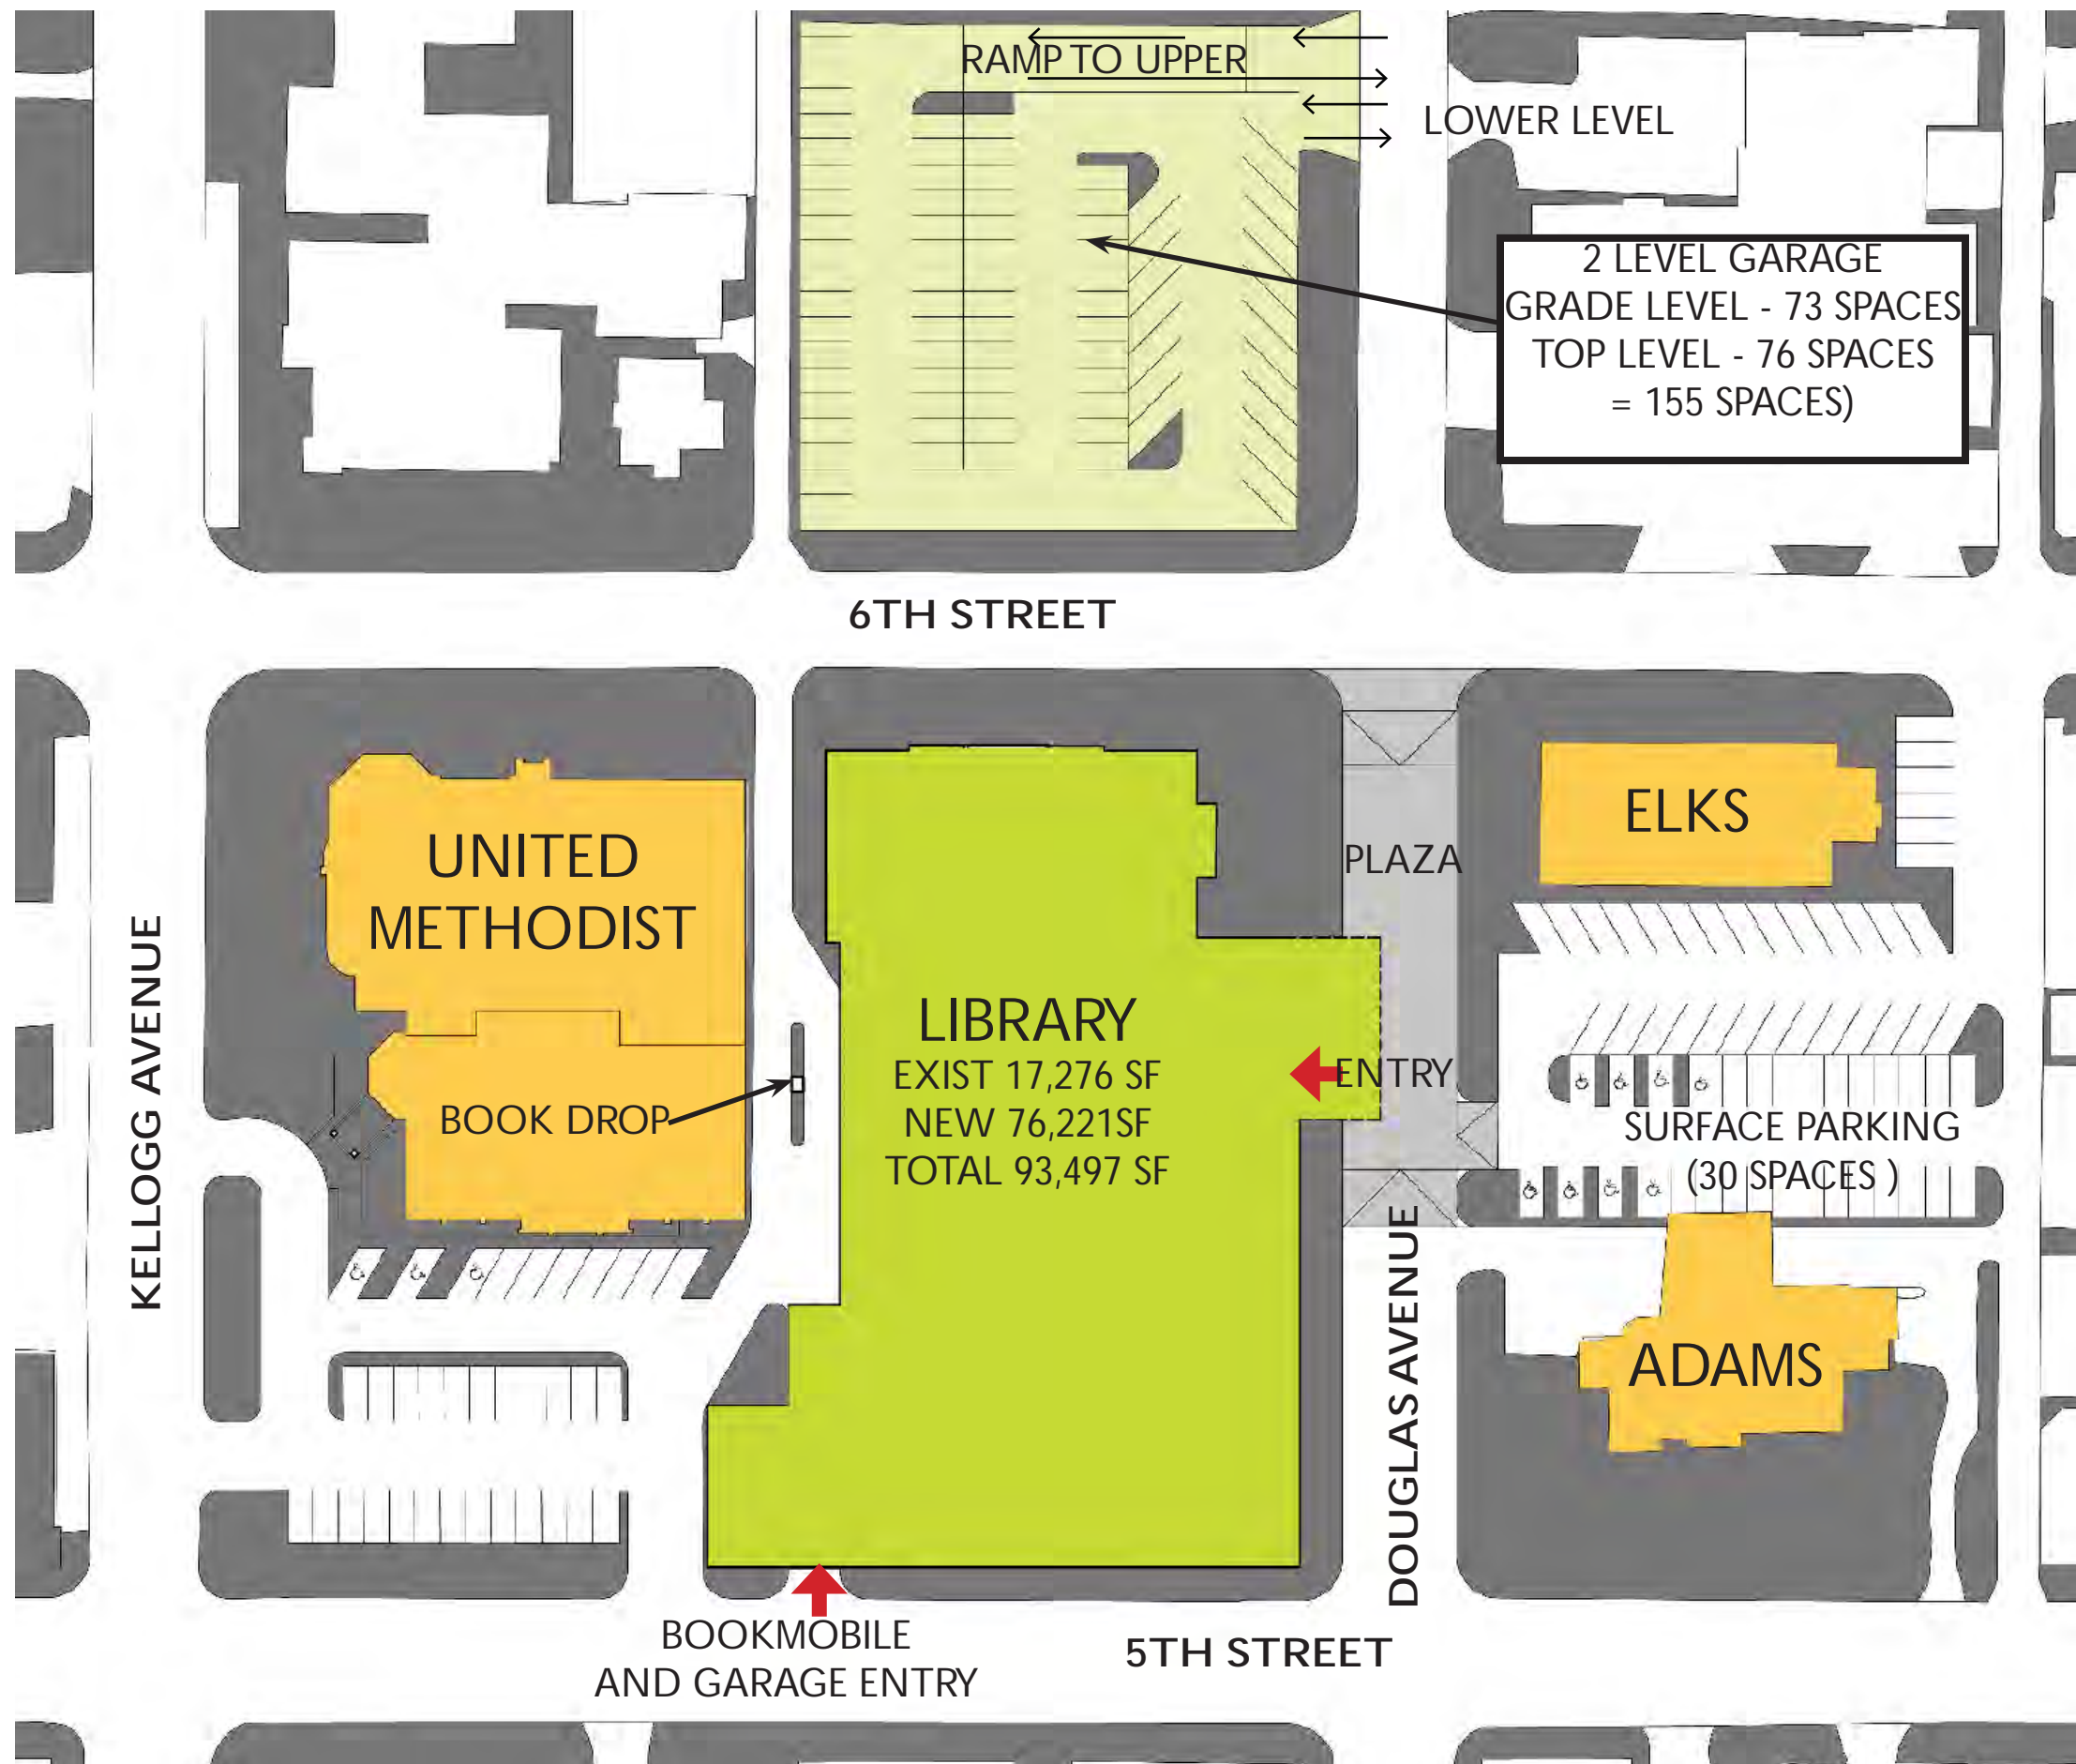 RAMP TO UPPER
LOWER LEVEL
2 LEVEL GARAGE
GRADE LEVEL - 73 SPACES
TOP LEVEL - 76 SPACES
= 155 SPACES)
6TH STREET
UNITED
METHODIST
ELKS
PLAZA
KELLOGG AVENUE
LIBRARY
EXIST 17,276 SF
NEW 76,221SF
TOTAL 93,497 SF
ENTRY
BOOK DROP
SURFACE PARKING
(30 SPACES )
DOUGLAS AVENUE
ADAMS
BOOKMOBILE
AND GARAGE ENTRY
5TH STREET